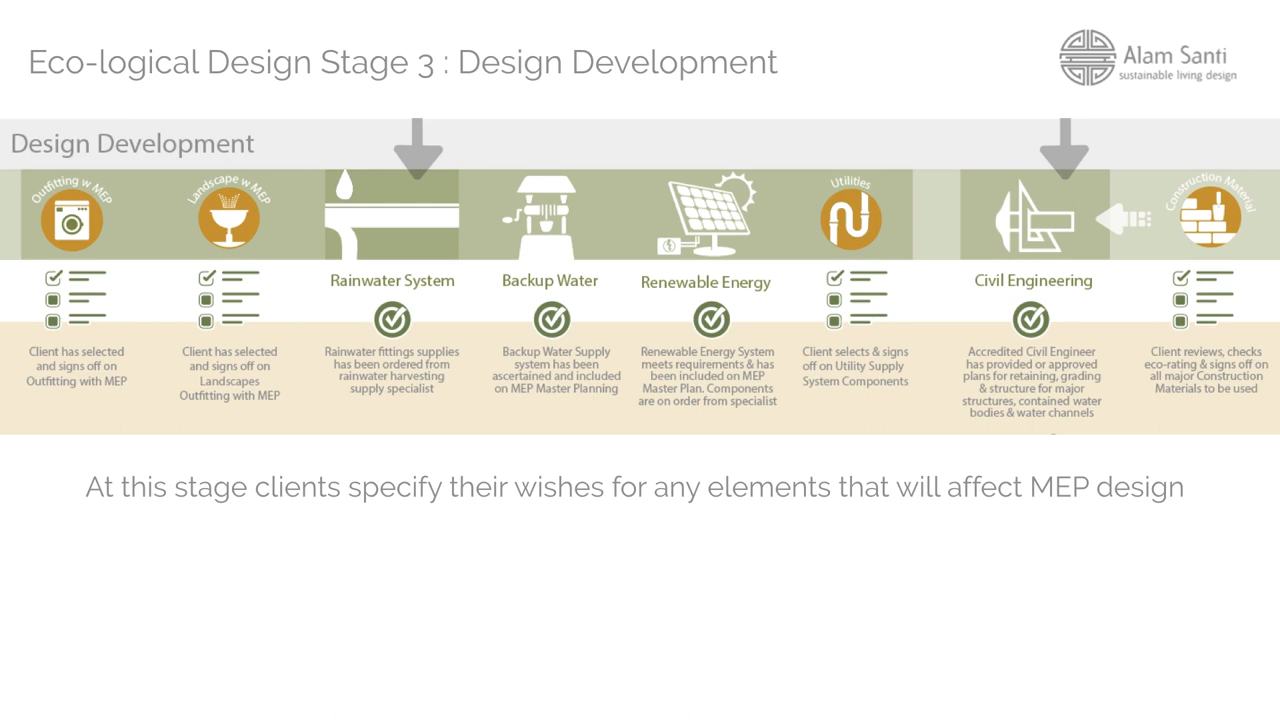 Eco-logical Design Stage 3 : Design Development
Alam Santi
sustainable living design
Design Development
Outfitting w MEP
Landscape w MEP
Utilities
Construction Material
Rainwater System
Backup Water
Renewable Energy
Civil Engineering
Client has selected
and signs off on
Outfitting with MEP
Client has selected
and signs off on
Landscapes
Outfitting with MEP
Rainwater fittings supplies
has been ordered from
rainwater harvesting
supply specialist
Backup Water Supply
system has been
ascertained and included
on MEP Master Planning
Renewable Energy System
meets requirements & has
been included on MEP
Master Plan. Components
are on order from specialist
Client selects & signs
off on Utility Supply
System Components
Accredited Civil Engineer
has provided or approved
plans for retaining, grading
& structure for major
structures, contained water
bodies & water channels
Client reviews, checks
eco-rating & signs off on
all major Construction
Materials to be used
At this stage clients specify their wishes for any elements that will affect MEP design